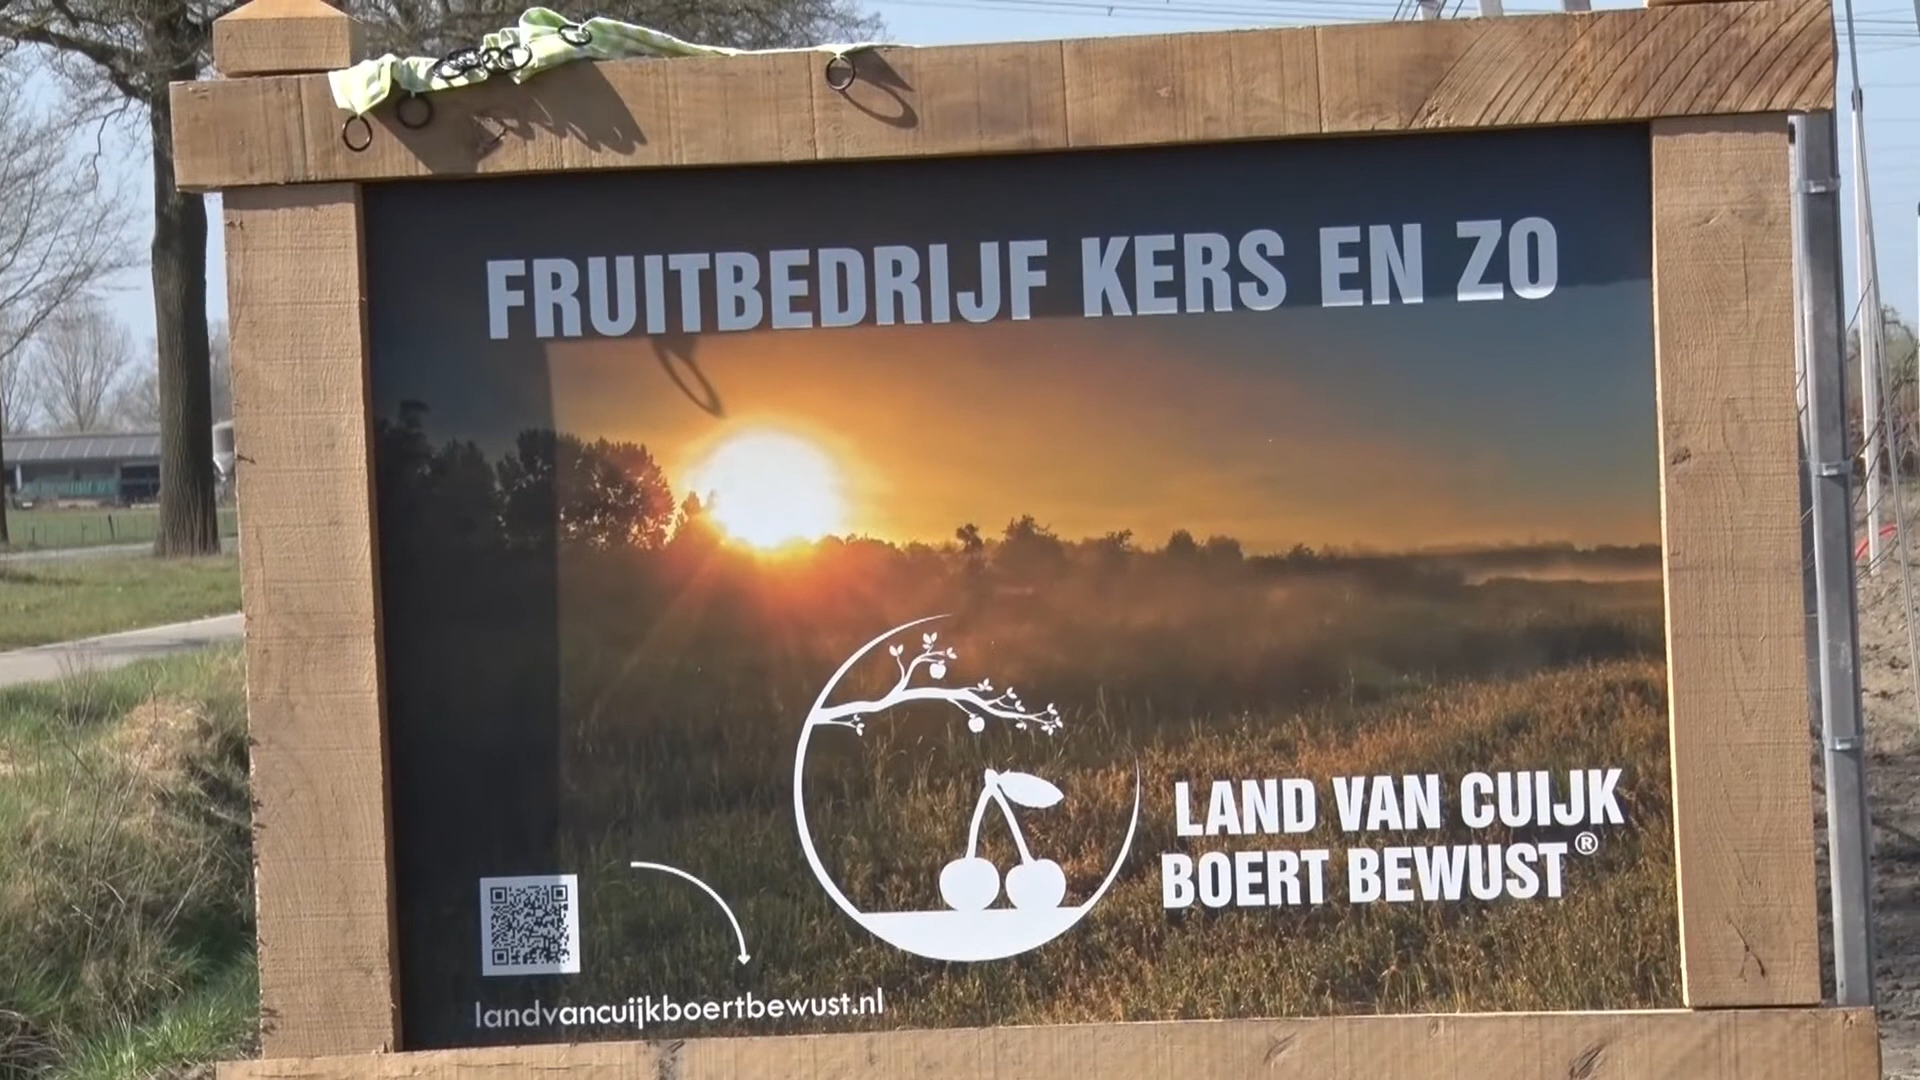 FRUITBEDRIJF KERS EN ZO
LAND VAN CUIJK
BOERT BEWUST®
landvancuijkboertbewust.nl